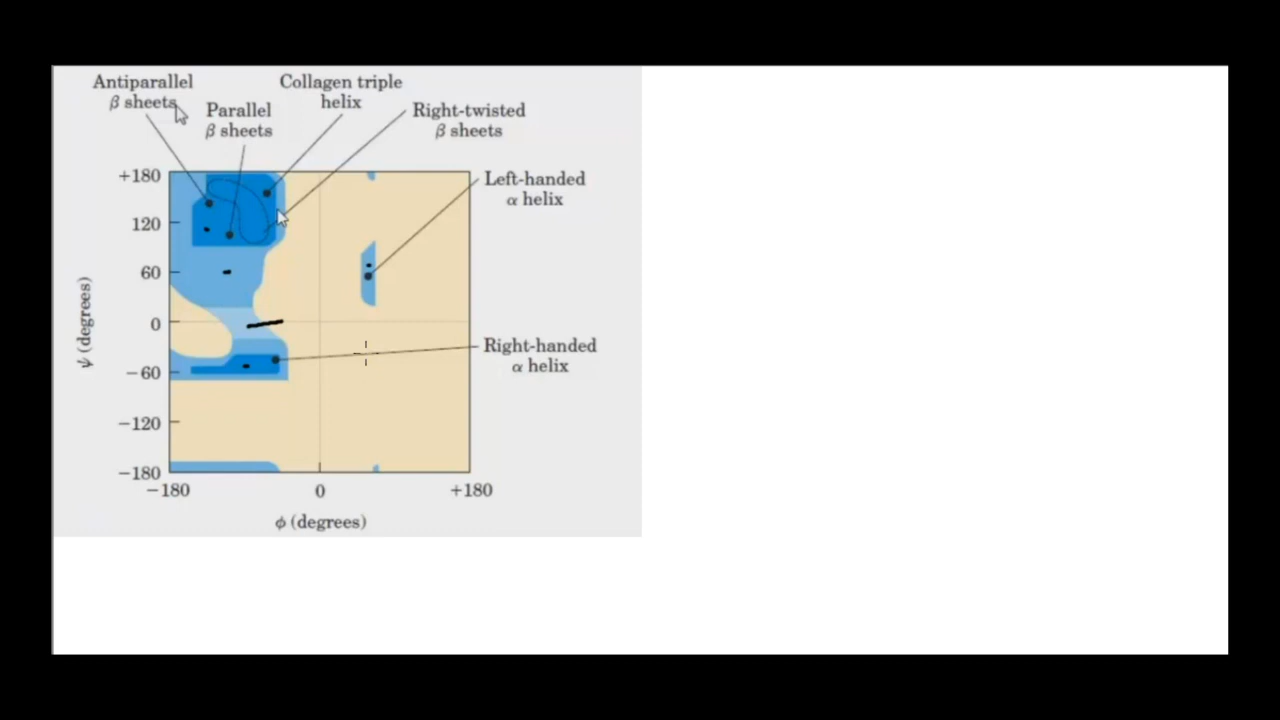 Antiparallel
β sheets
Collagen triple
helix
Parallel
β sheets
Right-twisted
β sheets
Left-handed
α helix
Right-handed
α helix
+180
120
60
0
−60
−120
−180
ψ (degrees)
−180
0
+180
ϕ (degrees)